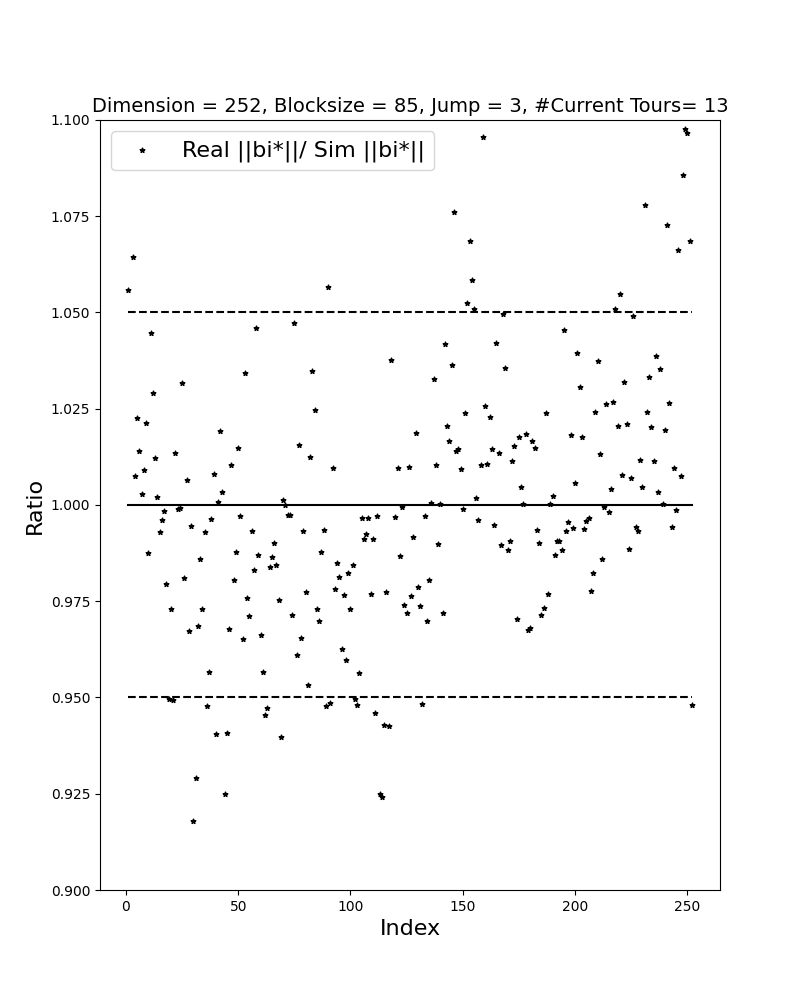 Dimension = 252, Blocksize = 85, Jump = 3, #Current Tours= 13
Real ||bi*||/ Sim ||bi*||
Ratio
1.100
1.075
1.050
1.025
1.000
0.975
0.950
0.925
0.900
0 50 100 150 200 250
Index